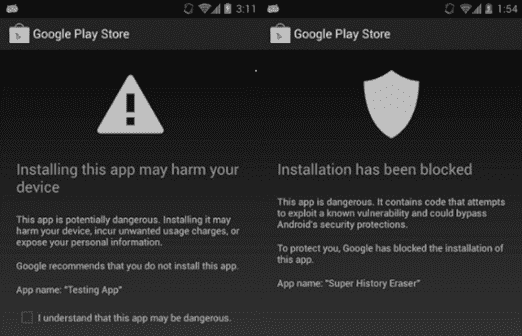 3:11
Google Play Store
Installing this app may harm your
device
This app is potentially dangerous. Installing it may
harm your device, incur unwanted usage charges, or
expose your personal information.
Google recommends that you do not install this app.
App name: "Testing App"
I understand that this app may be dangerous.
1:54
Google Play Store
Installation has been blocked
This app is dangerous. It contains code that attempts
to exploit a known vulnerability and could bypass
Android's security protections.
To protect you, Google has blocked the installation of
this app.
App name: "Super History Eraser"